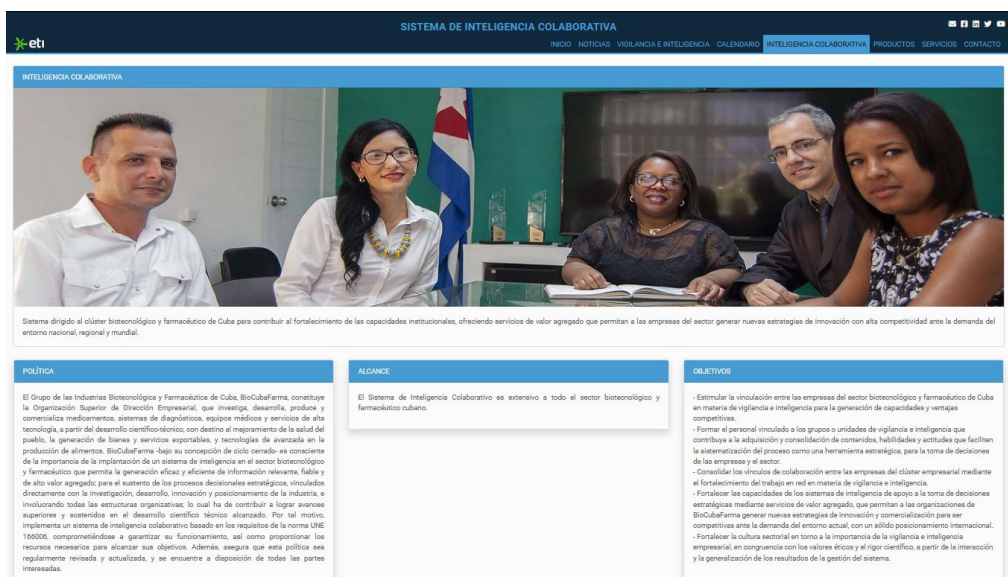 SISTEMA DE INTELIGENCIA COLABORATIVA
eti
INICIO NOTICIAS VIGILANCIA E INTELIGENCIA CALENDARIO INTELIGENCIA COLABORATIVA PRODUCTOS SERVICIOS CONTACTO
INTELIGENCIA COLABORATIVA
Sistema dirigido al clúster biotecnológico y farmacéutico de Cuba para contribuir al fortalecimiento de las capacidades institucionales, ofreciendo servicios de valor agregado que permitan a las empresas del sector generar nuevas estrategias de innovación con alta competitividad ante la demanda del
entorno nacional, regional y mundial.
POLÍTICA
El Grupo de las Industrias Biotecnológica y Farmacéutica de Cuba, BioCubaFarma, constituye
la Organización Superior de Dirección Empresarial, que investiga, desarrolla, produce y
comercializa medicamentos, sistemas de diagnósticos, equipos médicos y servicios de alta
tecnología, a partir del desarrollo científico-técnico, con destino al mejoramiento de la salud del
pueblo, la generación de bienes y servicios exportables, y tecnologías de avanzada en la
producción de alimentos. BioCubaFarma -bajo su concepción de ciclo cerrado- es consciente
de la importancia de la implantación de un sistema de inteligencia en el sector biotecnológico
y farmacéutico que permita la generación eficaz y eficiente de información relevante, fiable y
de alto valor agregado; para el sustento de los procesos decisionales estratégicos, vinculados
directamente con la investigación, desarrollo, innovación y posicionamiento de la industria, e
involucrando todas las estructuras organizativas; lo cual ha de contribuir a lograr avances
superiores y sostenidos en el desarrollo científico técnico alcanzado. Por tal motivo,
implementa un sistema de inteligencia colaborativo basado en los requisitos de la norma UNE
166006, comprometiéndose a garantizar su funcionamiento, así como proporcionar los
recursos necesarios para alcanzar sus objetivos. Además, asegura que esta política sea
regularmente revisada y actualizada, y se encuentre a disposición de todas las partes
interesadas.
ALCANCE
El Sistema de Inteligencia Colaborativo es extensivo a todo el sector biotecnológico y
farmacéutico cubano.
OBJETIVOS
- Estimular la vinculación entre las empresas del sector biotecnológico y farmacéutico de Cuba
en materia de vigilancia e inteligencia para la generación de capacidades y ventajas
competitivas.
- Formar el personal vinculado a los grupos o unidades de vigilancia e inteligencia que
contribuya a la adquisición y consolidación de contenidos, habilidades y actitudes que faciliten
la sistematización del proceso como una herramienta estratégica, para la toma de decisiones
de las empresas y el sector.
- Consolidar los vínculos de colaboración entre las empresas del clúster empresarial mediante
el fortalecimiento del trabajo en red en materia de vigilancia e inteligencia.
- Fortalecer las capacidades de los sistemas de inteligencia de apoyo a la toma de decisiones
estratégicas mediante servicios de valor agregado, que permitan a las organizaciones de
BioCubaFarma generar nuevas estrategias de innovación y comercialización para ser
competitivas ante la demanda del entorno actual, con un sólido posicionamiento internacional.
- Fortalecer la cultura sectorial en torno a la importancia de la vigilancia e inteligencia
empresarial, en congruencia con los valores éticos y el rigor científico, a partir de la interacción
y la generalización de los resultados de la gestión del sistema.